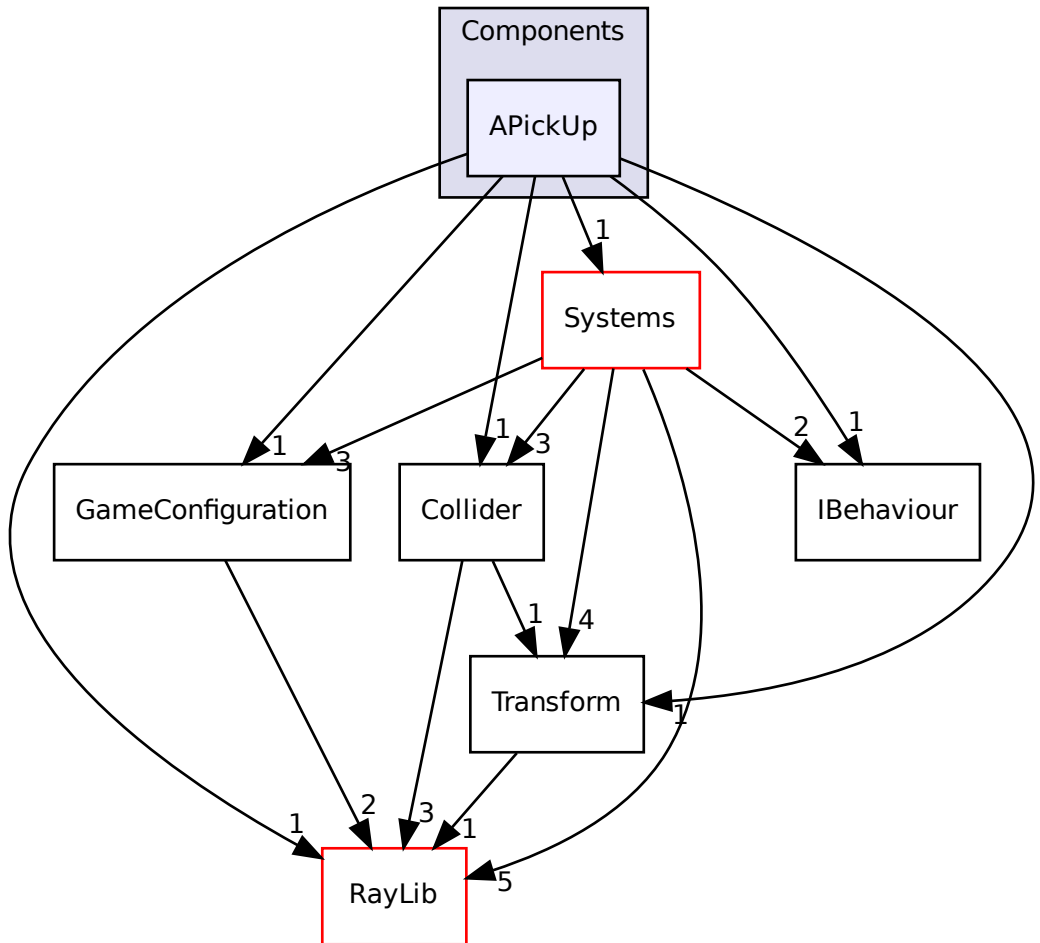 Components
APickUp
1
Systems
1
3
1
3
2
1
GameConfiguration
Collider
IBehaviour
1
4
Transform
1
1
2
3
1
5
RayLib